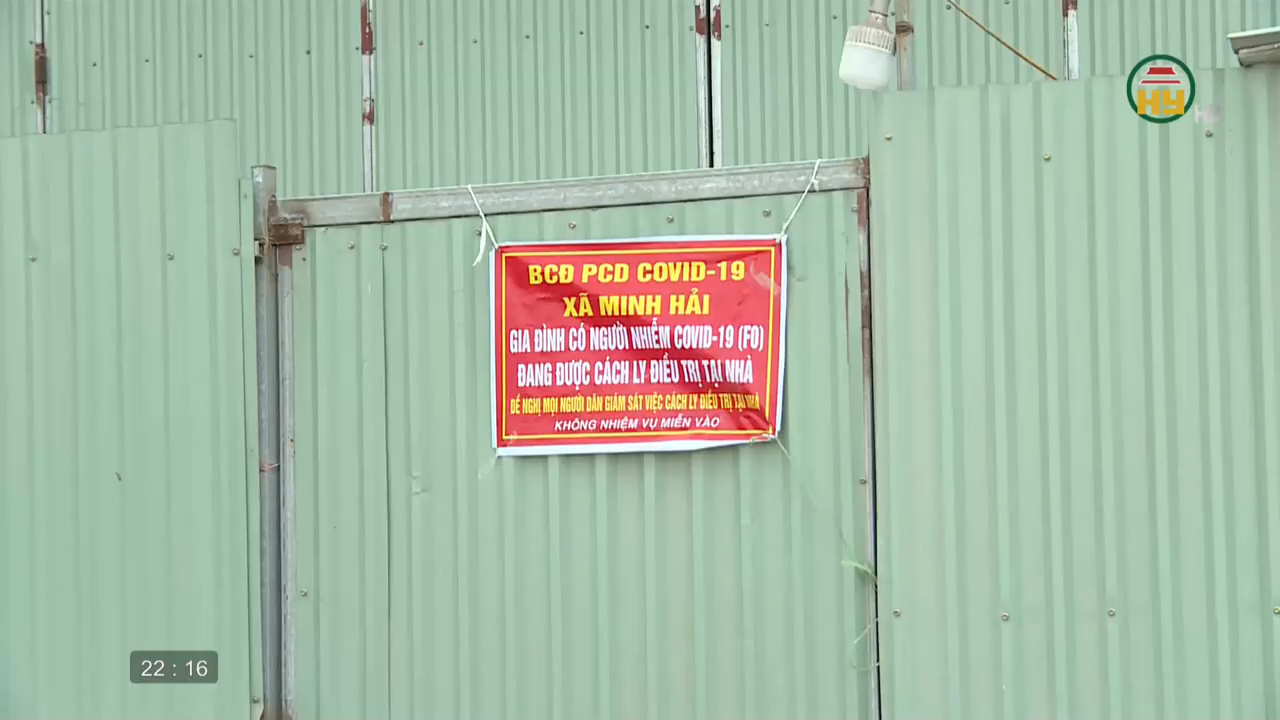 BCĐ PCD COVID-19
XÃ MINH HẢI
GIA ĐÌNH CÓ NGƯỜI NHIỄM COVID-19 (F0)
ĐANG ĐƯỢC CÁCH LY ĐIỀU TRỊ TẠI NHÀ
ĐỀ NGHỊ MỌI NGƯỜI DÂN GIÁM SÁT VIỆC CÁCH LY ĐIỀU TRỊ TẠI NHÀ
KHÔNG NHIỆM VỤ MIỄN VÀO
HY
22 : 16